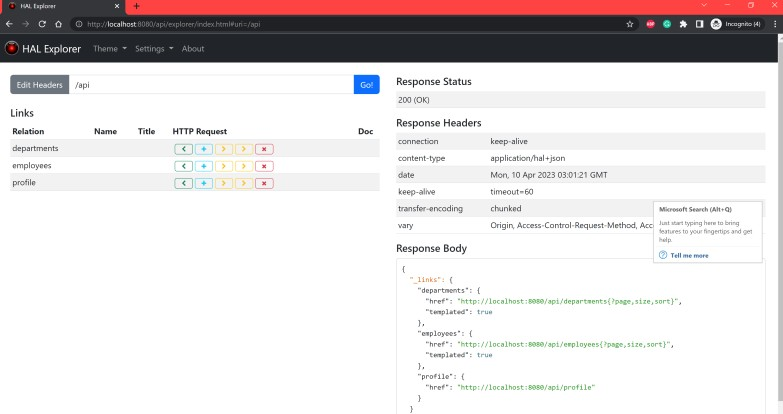 HAL Explorer
http://localhost:8080/api/explorer/index.html#uri=/api
Incognito (4)
HAL Explorer Theme Settings About
Edit Headers /api Go!
Links
Relation Name Title HTTP Request Doc
departments
employees
profile
Response Status
200 (OK)
Response Headers
connection keep-alive
content-type application/hal+json
date Mon, 10 Apr 2023 03:01:21 GMT
keep-alive timeout=60
transfer-encoding chunked
vary Origin, Access-Control-Request-Method, Acc
Microsoft Search (Alt+Q)
Just start typing here to bring
features to your fingertips and get
help.
Tell me more
Response Body
{
"_links": {
"departments": {
"href": "http://localhost:8080/api/departments{?page,size,sort}",
"templated": true
},
"employees": {
"href": "http://localhost:8080/api/employees{?page,size,sort}",
"templated": true
},
"profile": {
"href": "http://localhost:8080/api/profile"
}
}